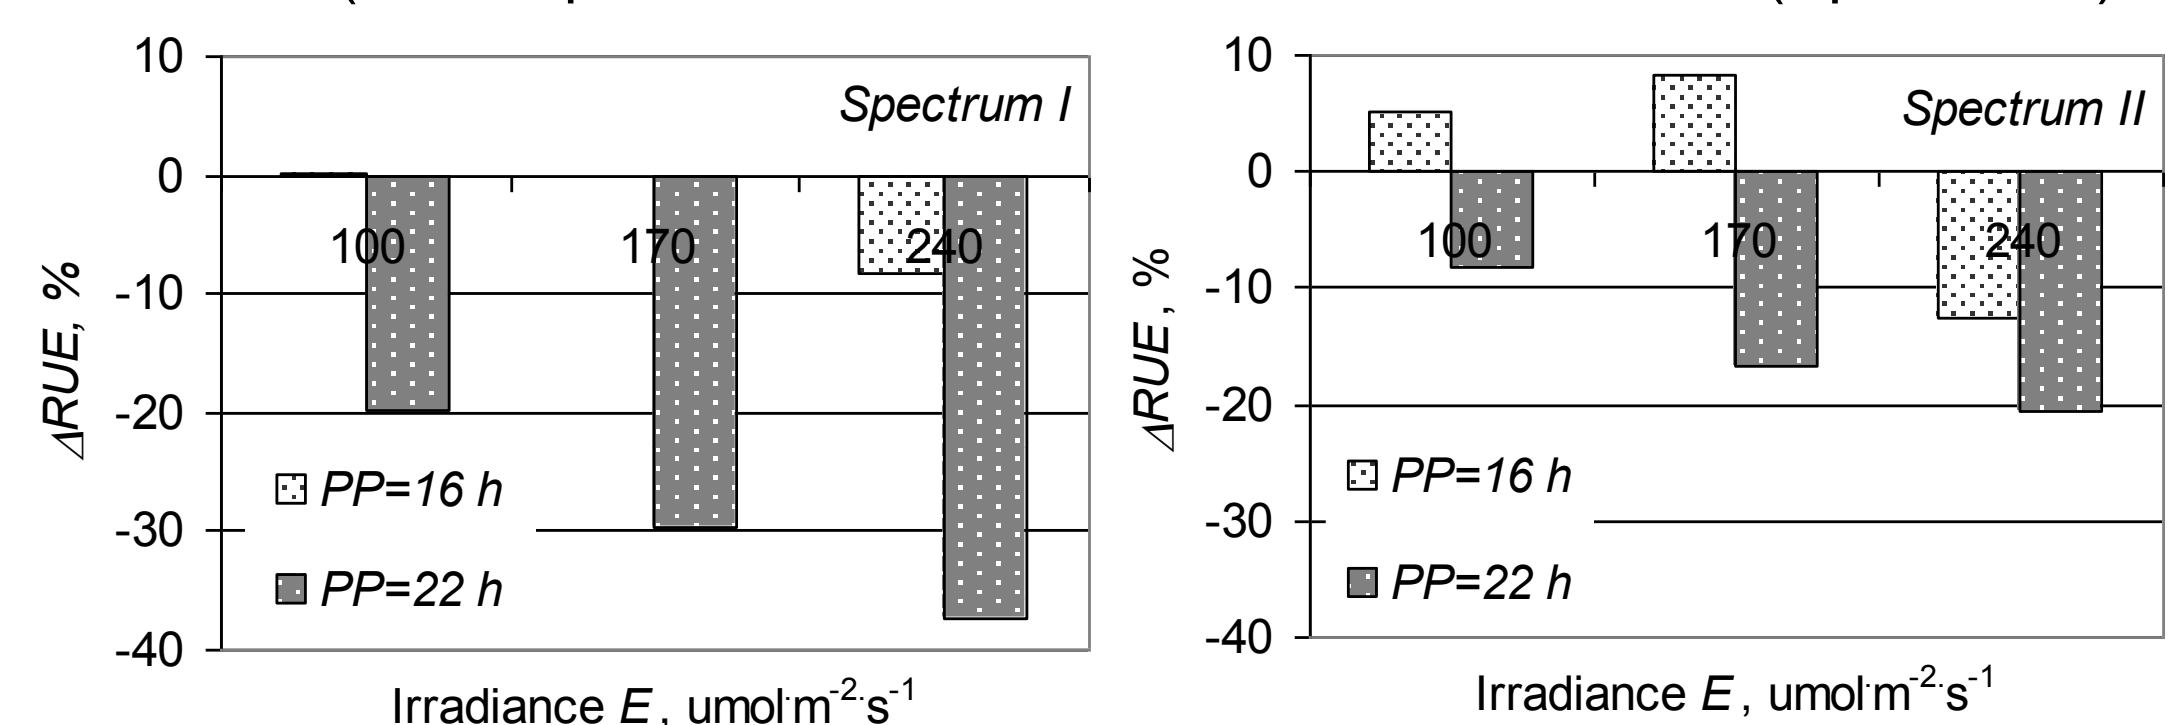 10
Spectrum I
0
100 170 240
-10
-20
-30
-40
ΔRUE, %
PP=16 h
PP=22 h
Irradiance E, umol·m-2·s-1
10
Spectrum II
0
100 170 240
-10
-20
-30
-40
ΔRUE, %
PP=16 h
PP=22 h
Irradiance E, umol·m-2·s-1